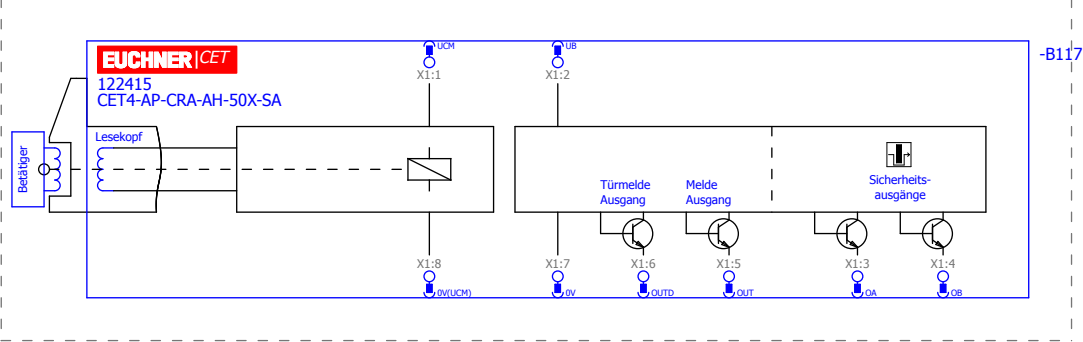 UCM
UB
-B117
EUCHNER|CET
X1:1
X1:2
122415
CET4-AP-CRA-AH-50X-SA
Lesekopf
Betätiger
Türmelde
Ausgang
Melde
Ausgang
Sicherheits-
ausgänge
X1:8
X1:7
X1:6
X1:5
X1:3
X1:4
0V(UCM)
0V
OUTD
OUT
OA
OB